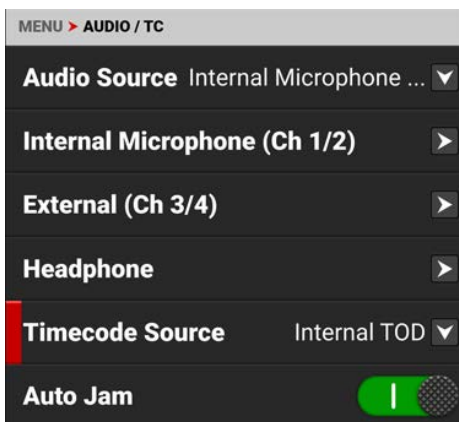 MENU > AUDIO / TC
Audio Source Internal Microphone ...
Internal Microphone (Ch 1/2)
External (Ch 3/4)
Headphone
Timecode Source Internal TOD
Auto Jam